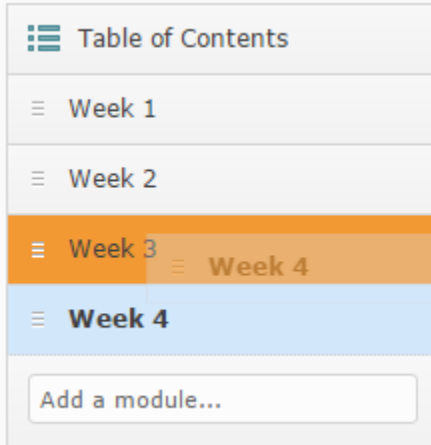 Table of Contents
Week 1
Week 2
Week 3
Week 4
Week 4
Add a module...